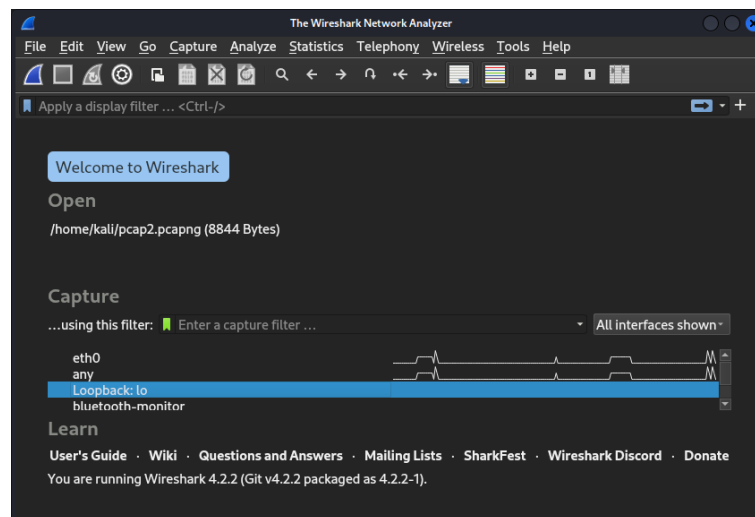 The Wireshark Network Analyzer
File Edit View Go Capture Analyze Statistics Telephony Wireless Tools Help
Apply a display filter ... <Ctrl-/>
Welcome to Wireshark
Open
/home/kali/pcap2.pcapng (8844 Bytes)
Capture
...using this filter: Enter a capture filter ... All interfaces shown
eth0
any
Loopback: lo
bluetooth-monitor
Learn
User's Guide · Wiki · Questions and Answers · Mailing Lists · SharkFest · Wireshark Discord · Donate
You are running Wireshark 4.2.2 (Git v4.2.2 packaged as 4.2.2-1).